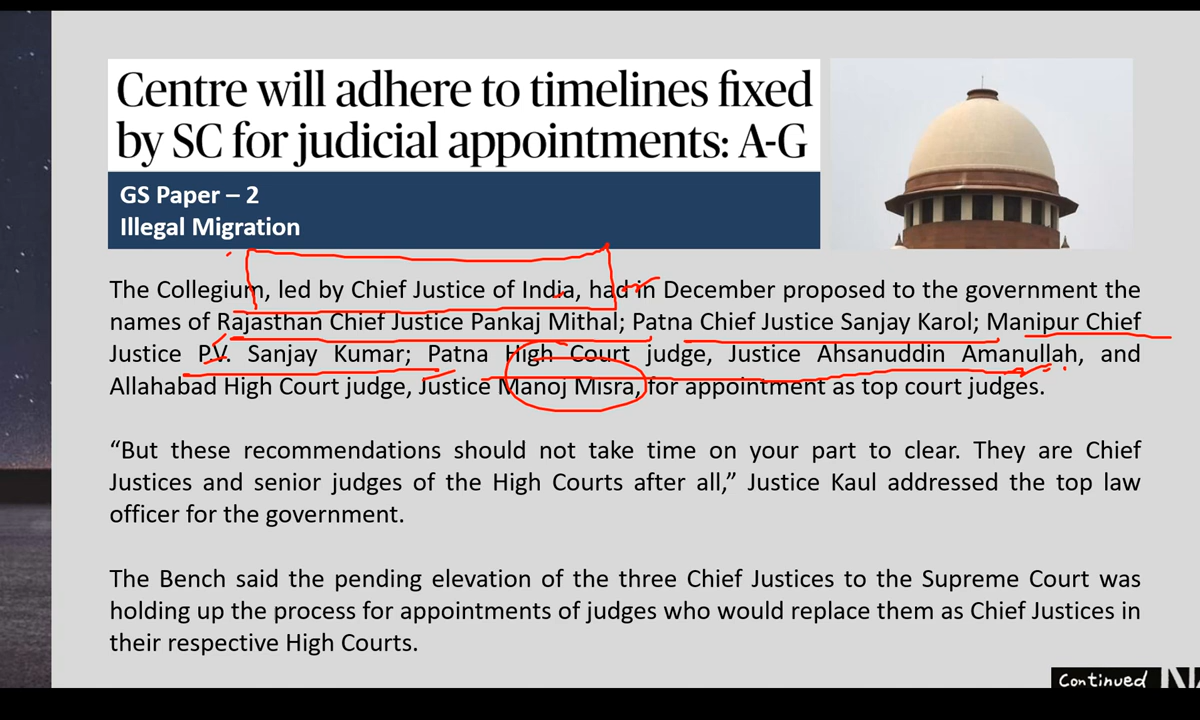 Centre will adhere to timelines fixed
by SC for judicial appointments: A-G
GS Paper – 2
Illegal Migration
The Collegium, led by Chief Justice of India, had in December proposed to the government the
names of Rajasthan Chief Justice Pankaj Mithal; Patna Chief Justice Sanjay Karol; Manipur Chief
Justice P.V. Sanjay Kumar; Patna High Court judge, Justice Ahsanuddin Amanullah, and
Allahabad High Court judge, Justice Manoj Misra, for appointment as top court judges.
“But these recommendations should not take time on your part to clear. They are Chief
Justices and senior judges of the High Courts after all,” Justice Kaul addressed the top law
officer for the government.
The Bench said the pending elevation of the three Chief Justices to the Supreme Court was
holding up the process for appointments of judges who would replace them as Chief Justices in
their respective High Courts.
Continued